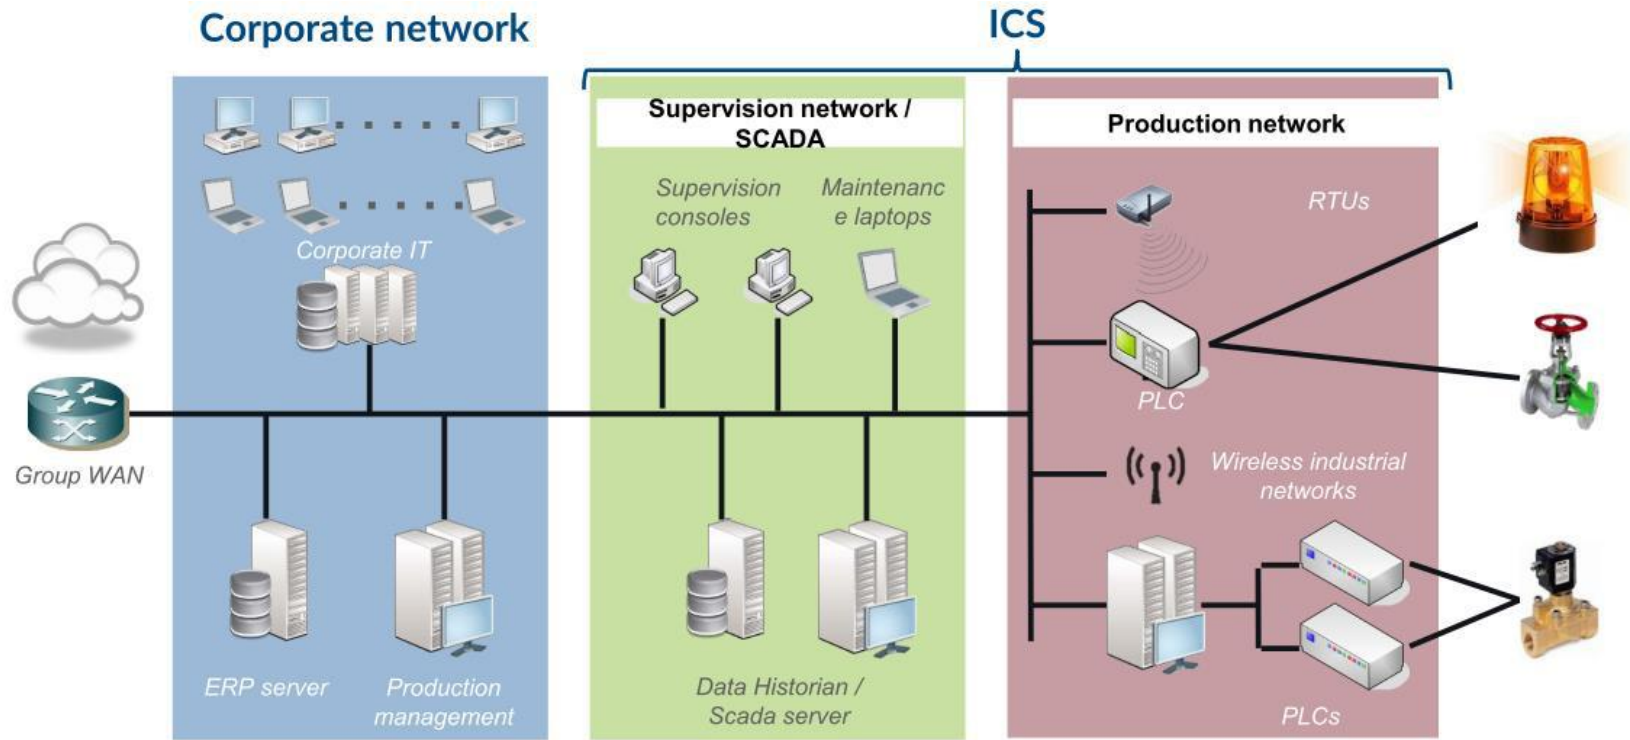 Corporate network
ICS
Supervision network /
SCADA
Production network
Supervision
consoles
Maintenanc
e laptops
RTUs
Corporate IT
PLC
Group WAN
Wireless industrial
networks
ERP server
Production
management
Data Historian /
Scada server
PLCs